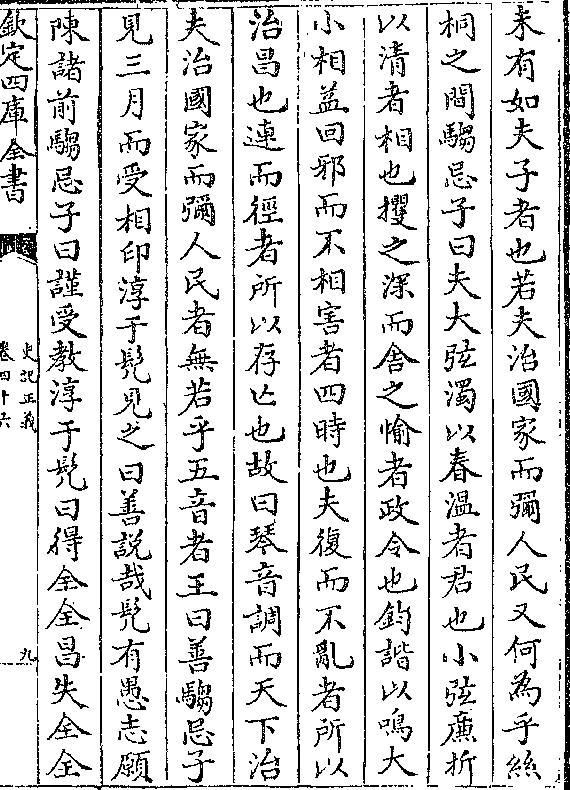 未有如夫子者也若夫治國家而彌人民又何為乎絲
桐之間騶忌子曰夫大弦濁以春溫者君也小弦亷折
以清者相也攫之深而舍之愉者政令也鈞諧以鳴大
小相益回邪而不相害者四時也夫復而不亂者所以
治昌也連而徑者所以存亡也故曰琴音調而天下治
夫治國家而彌人民者無若乎五音者王曰善騶忌子
見三月而受相印淳于髠見之曰善說哉髠有愚志願
陳諸前騶忌子曰謹受教淳于髠曰得全全昌失全全
欽定四庫全書
史記正義
卷四十六
九